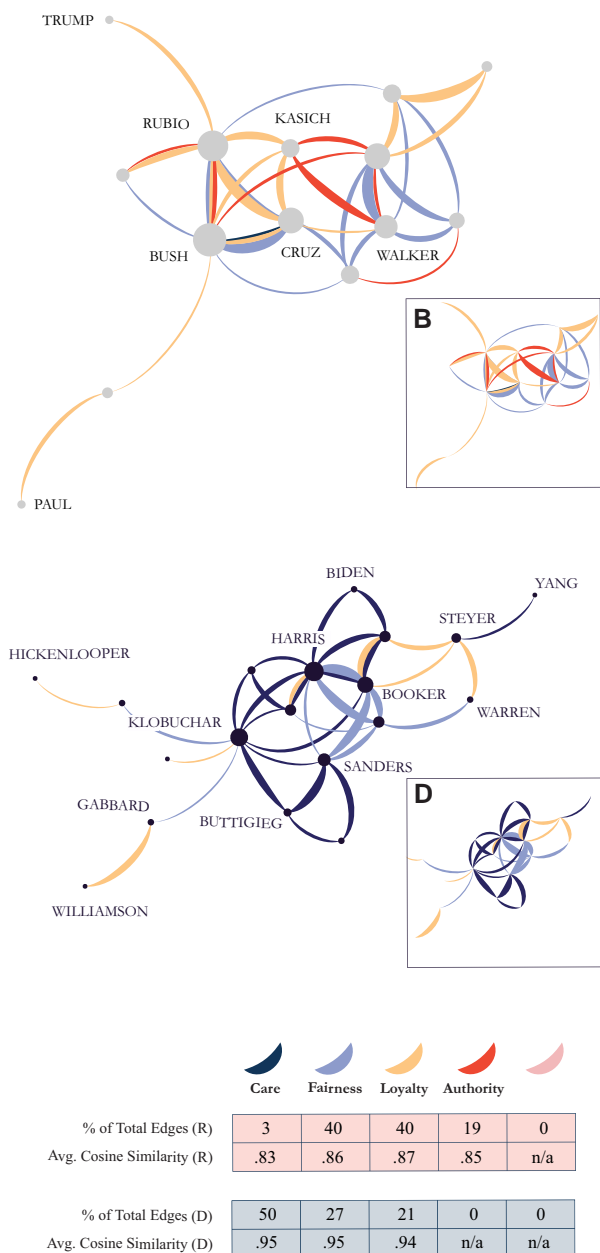 TRUMP
KASICH
RUBIO
BUSH
CRUZ
WALKER
B
PAUL
BIDEN
YANG
STEYER
HARRIS
HICKENLOOPER
BOOKER
WARREN
KLOBUCHAR
SANDERS
D
GABBARD
BUTTIGIEG
WILLIAMSON
Care Fairness Loyalty Authority
% of Total Edges (R) 3 40 40 19 0
Avg. Cosine Similarity (R) .83 .86 .87 .85 n/a
% of Total Edges (D) 50 27 21 0 0
Avg. Cosine Similarity (D) .95 .95 .94 n/a n/a